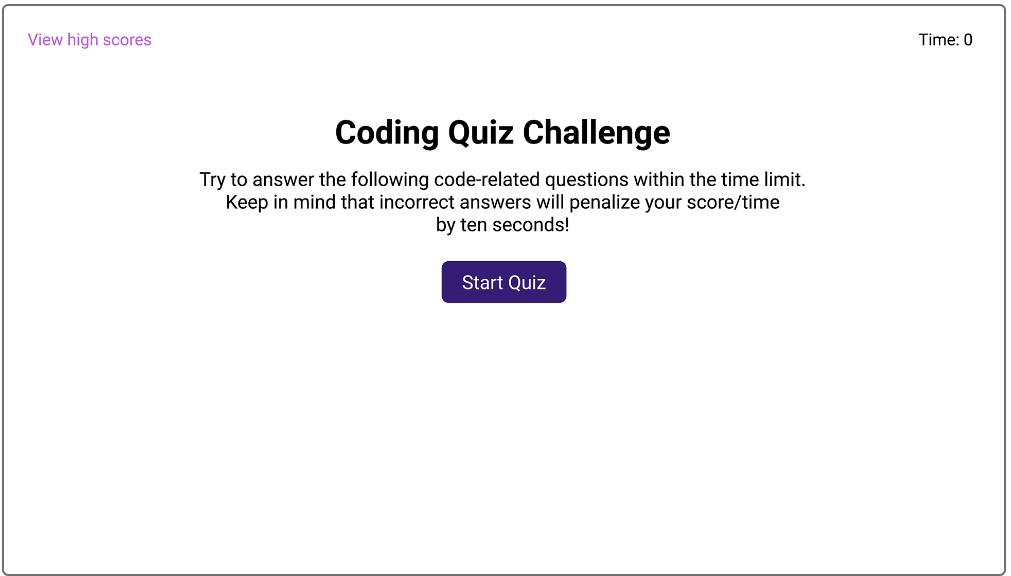 View high scores
Time: 0
Coding Quiz Challenge
Try to answer the following code-related questions within the time limit.
Keep in mind that incorrect answers will penalize your score/time
by ten seconds!
Start Quiz